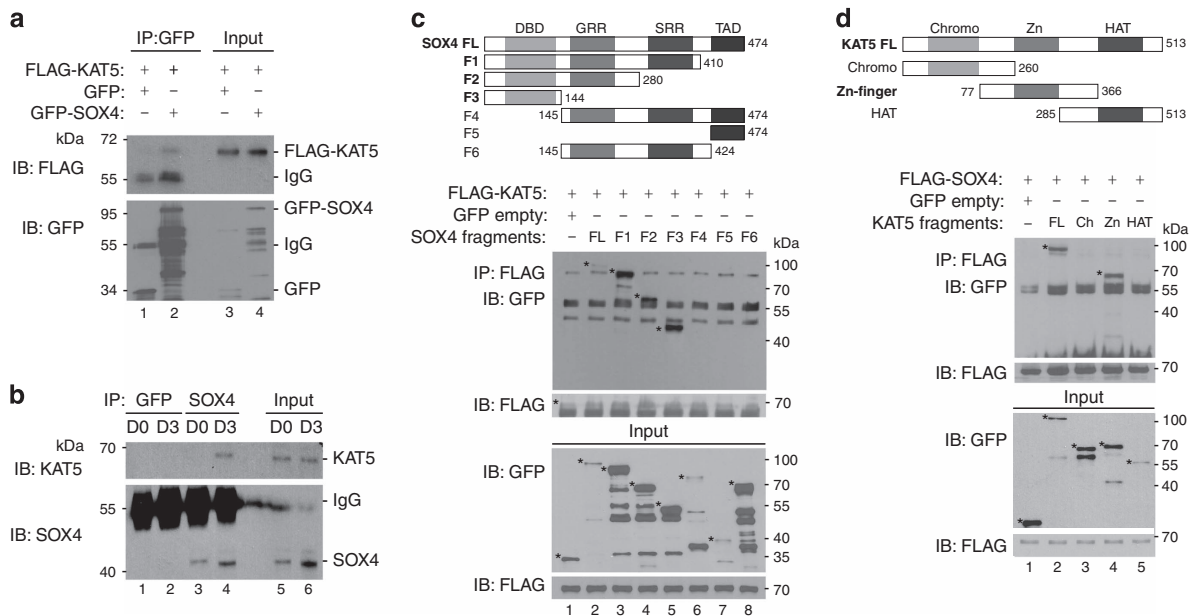 a
IP:GFP Input
FLAG-KAT5: + + + +
GFP: + – + –
GFP-SOX4: – + – +
kDa
72
IB: FLAG
55
FLAG-KAT5
IgG
95
IB: GFP
55
34
GFP-SOX4
IgG
GFP
1 2 3 4
b
IP: GFP SOX4 Input
D0 D3 D0 D3 D0 D3
kDa
70
IB: KAT5
KAT5
55
IB: SOX4
40
IgG
SOX4
1 2 3 4 5 6
c
DBD GRR SRR TAD
SOX4 FL 474
F1 410
F2 280
F3 144
F4 145 474
F5 474
F6 145 424
FLAG-KAT5: + + + + + + + +
GFP empty: + – – – – – – –
SOX4 fragments: – FL F1 F2 F3 F4 F5 F6
kDa
IP: FLAG
IB: GFP
100
70
55
40
IB: FLAG
70
Input
IB: GFP
100
70
55
40
35
IB: FLAG
70
1 2 3 4 5 6 7 8
d
Chromo Zn HAT
KAT5 FL 513
Chromo 260
Zn-finger 77 366
HAT 285 513
FLAG-SOX4: + + + + +
GFP empty: + – – – –
KAT5 fragments: – FL Ch Zn HAT
kDa
IP: FLAG
IB: GFP
100
70
55
40
IB: FLAG
70
Input
IB: GFP
100
70
55
40
IB: FLAG
70
1 2 3 4 5